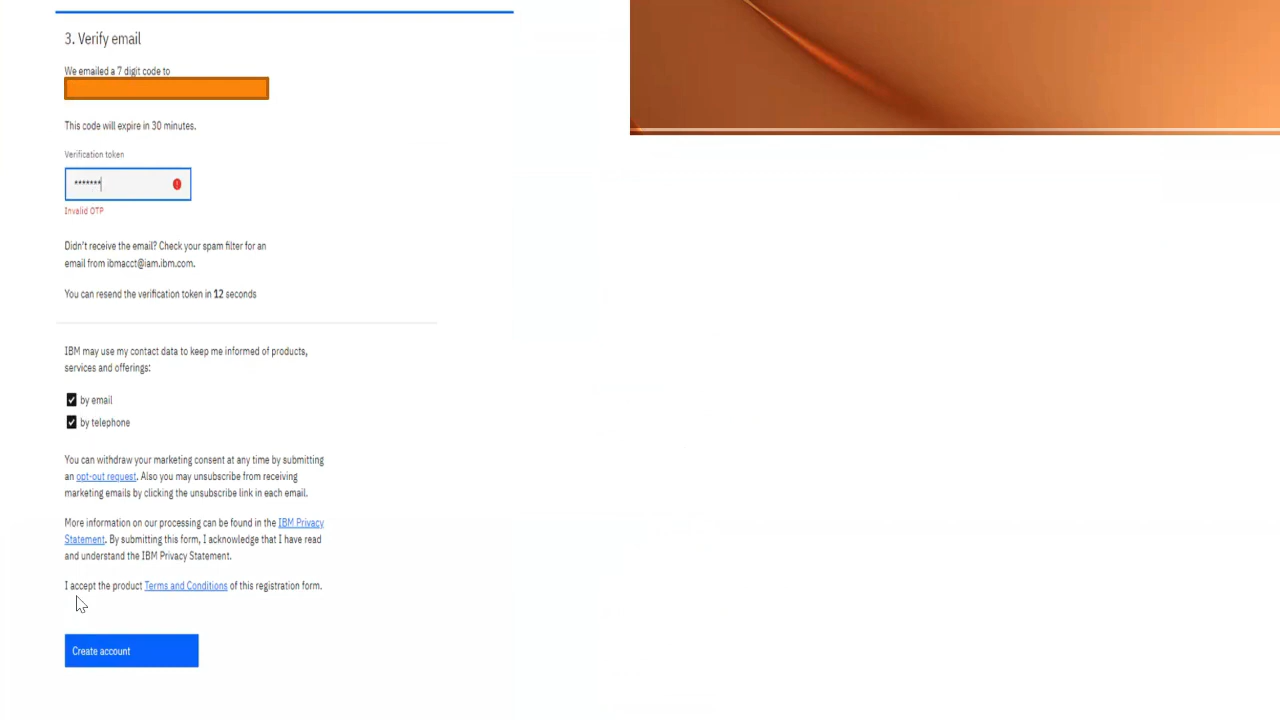 3. Verify email
We emailed a 7 digit code to
This code will expire in 30 minutes.
Verification token
*******
Invalid OTP
Didn't receive the email? Check your spam filter for an
email from ibmacct@iam.ibm.com.
You can resend the verification token in 12 seconds
IBM may use my contact data to keep me informed of products,
services and offerings:
by email
by telephone
You can withdraw your marketing consent at any time by submitting
an opt-out request. Also you may unsubscribe from receiving
marketing emails by clicking the unsubscribe link in each email.
More information on our processing can be found in the IBM Privacy
Statement. By submitting this form, I acknowledge that I have read
and understand the IBM Privacy Statement.
I accept the product Terms and Conditions of this registration form.
Create account